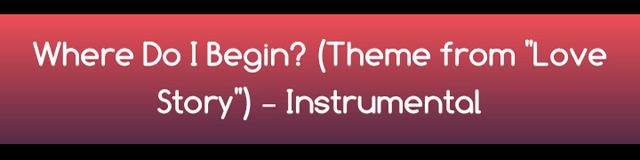 Where Do I Begin? (Theme from "Love
Story") – Instrumental